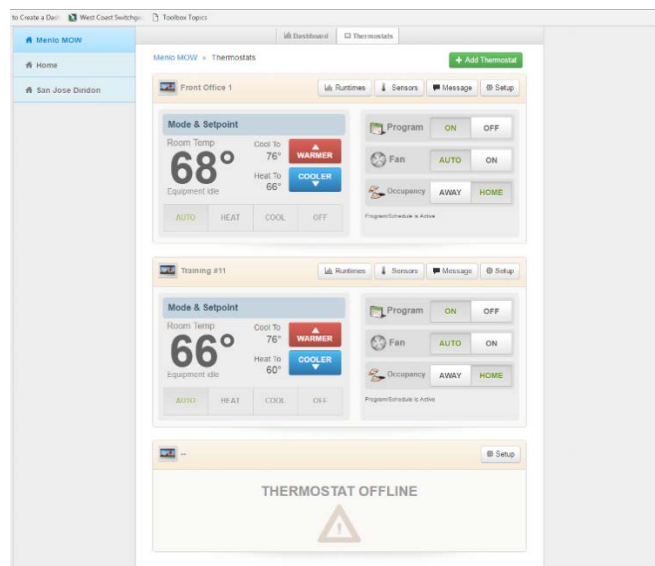 to Create a Dash West Coast Switchge Toolbox Topics
Menlo MOW
Home
San Jose Dindon
Dashboard Thermostats
Menlo MOW » Thermostats
+ Add Thermostat
Front Office 1 Runtimes Sensors Message Setup
Mode & Setpoint
Room Temp
68°
Equipment Idle
Cool To
76°
Heat To
66°
WARMER
COOLER
AUTO HEAT COOL OFF
Program ON OFF
Fan AUTO ON
Occupancy AWAY HOME
Program/Schedule is Active
Training #11 Runtimes Sensors Message Setup
Mode & Setpoint
Room Temp
66°
Equipment Idle
Cool To
76°
Heat To
60°
WARMER
COOLER
AUTO HEAT COOL OFF
Program ON OFF
Fan AUTO ON
Occupancy AWAY HOME
Program/Schedule is Active
-- Setup
THERMOSTAT OFFLINE